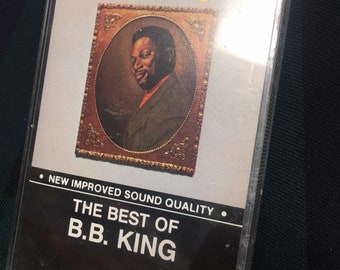 • NEW IMPROVED SOUND QUALITY •
THE BEST OF
B.B. KING